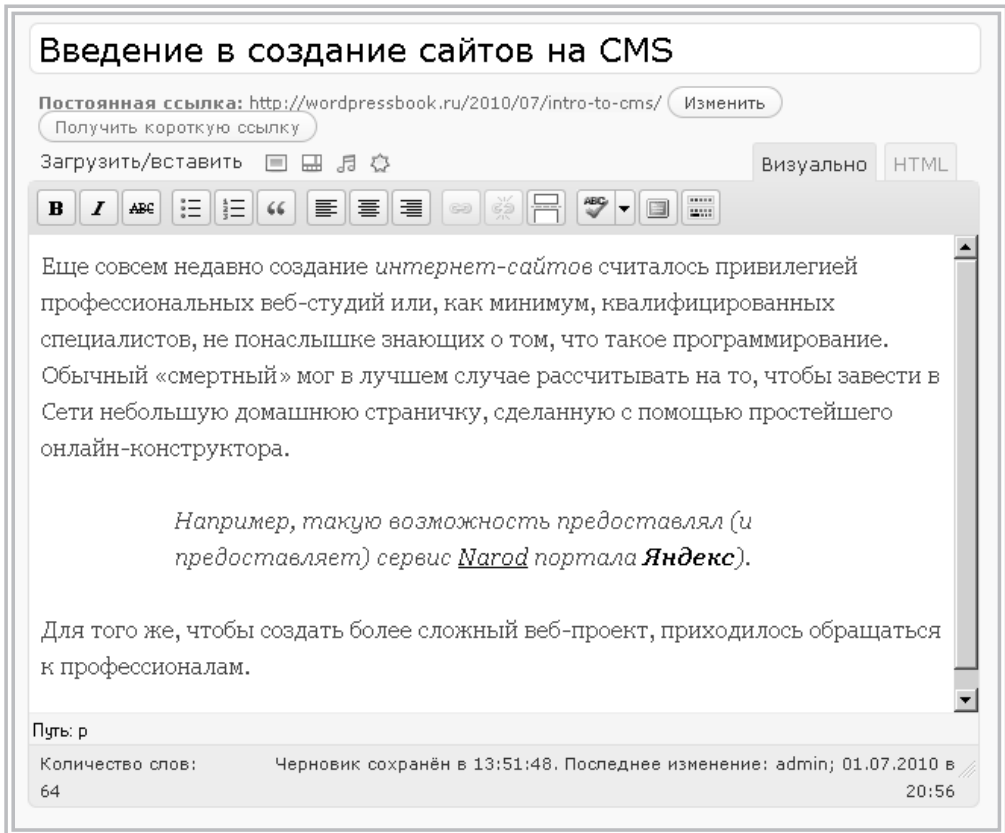 Введение в создание сайтов на CMS
Постоянная ссылка: http://wordpressbook.ru/2010/07/intro-to-cms/ Изменить
Получить короткую ссылку
Загрузить/вставить
Визуально HTML
B I ABC 1 2 3 “ ABC
Еще совсем недавно создание интернет-сайтов считалось привилегией
профессиональных веб-студий или, как минимум, квалифицированных
специалистов, не понаслышке знающих о том, что такое программирование.
Обычный «смертный» мог в лучшем случае рассчитывать на то, чтобы завести в
Сети небольшую домашнюю страничку, сделанную с помощью простейшего
онлайн-конструктора.
Например, такую возможность предоставлял (и
предоставляет) сервис Narod портала Яндекс).
Для того же, чтобы создать более сложный веб-проект, приходилось обращаться
к профессионалам.
Путь: p
Количество слов:
64
Черновик сохранён в 13:51:48. Последнее изменение: admin; 01.07.2010 в
20:56